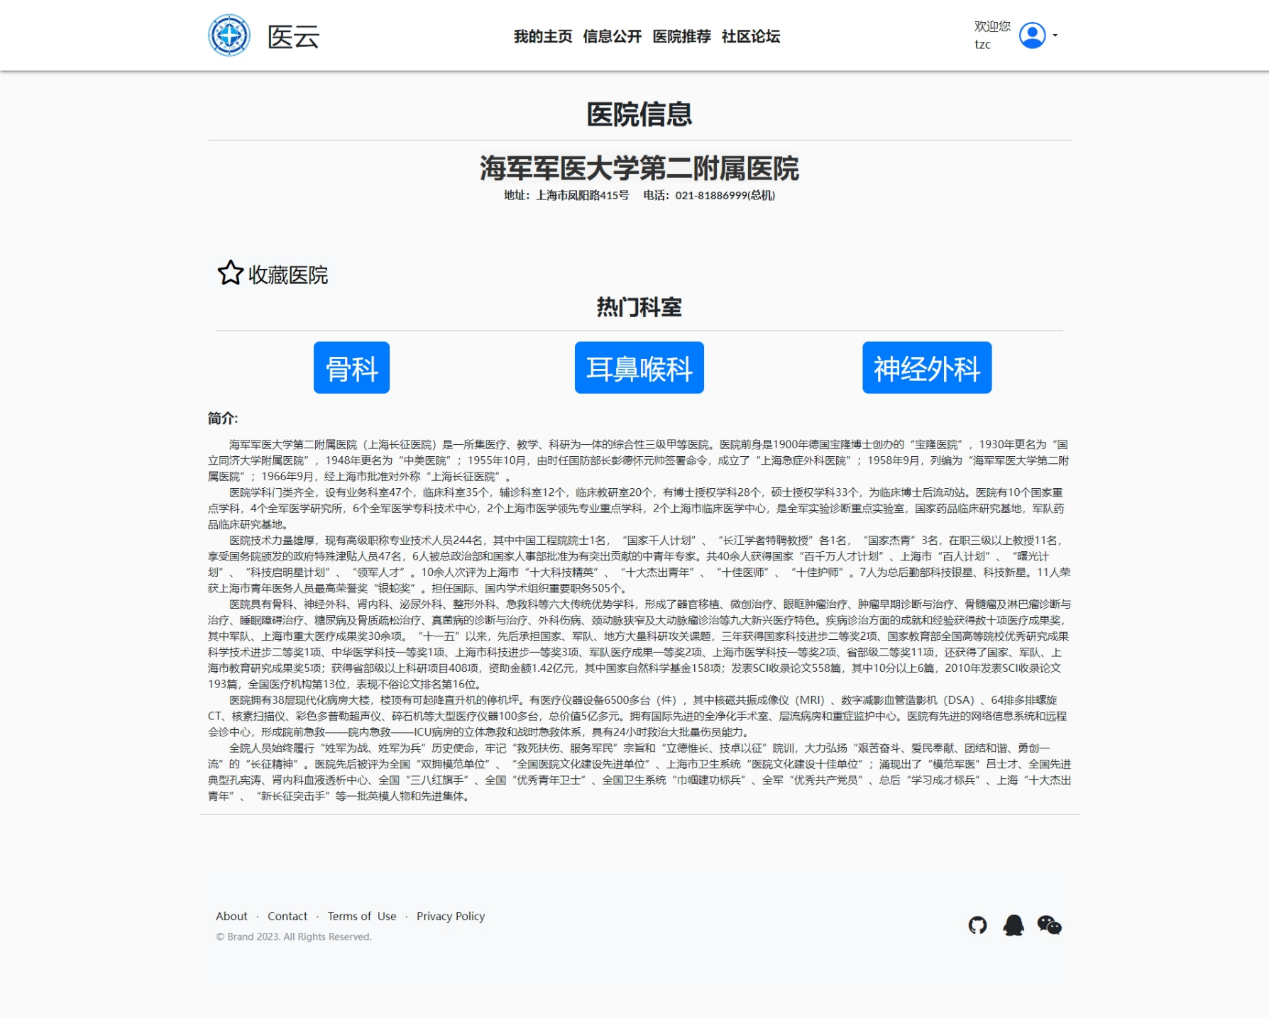 医云
我的主页 信息公开 医院推荐 社区论坛
欢迎您
tzc
医院信息
海军军医大学第二附属医院
地址：上海市凤阳路415号 电话：021-81886999(总机)
收藏医院
热门科室
骨科
耳鼻喉科
神经外科
简介:
海军军医大学第二附属医院（上海长征医院）是一所集医疗、教学、科研为一体的综合性三级甲等医院。医院前身是1900年德国宝隆博士创办的“宝隆医院”，1930年更名为“国
立同济大学附属医院”，1948年更名为“中美医院”；1955年10月，由时任国防部长彭德怀元帅签署命令，成立了“上海急症外科医院”；1958年9月，列编为“海军军医大学第二附
属医院”；1966年9月，经上海市批准对外称“上海长征医院”。
医院学科门类齐全，设有业务科室47个，临床科室35个，辅诊科室12个，临床教研室20个，有博士授权学科28个，硕士授权学科33个，为临床博士后流动站。医院有10个国家重
点学科，4个全军医学研究所，6个全军医学专科技术中心，2个上海市医学领先专业重点学科，2个上海市临床医学中心，是全军实验诊断重点实验室，国家药品临床研究基地，军队药
品临床研究基地。
医院技术力量雄厚，现有高级职称专业技术人员244名，其中中国工程院院士1名，“国家千人计划”、“长江学者特聘教授”各1名，“国家杰青”3名，在职三级以上教授11名，
享受国务院颁发的政府特殊津贴人员47名，6人被总政治部和国家人事部批准为有突出贡献的中青年专家。共40余人获得国家“百千万人才计划”、上海市“百人计划”、“曙光计
划”、“科技启明星计划”、“领军人才”。10余人次评为上海市“十大科技精英”、“十大杰出青年”、“十佳医师”、“十佳护师”。7人为总后勤部科技银星、科技新星。11人荣
获上海市青年医务人员最高荣誉奖“银蛇奖”。担任国际、国内学术组织重要职务505个。
医院具有骨科、神经外科、肾内科、泌尿外科、整形外科、急救科等六大传统优势学科，形成了器官移植、微创治疗、眼眶肿瘤治疗、肿瘤早期诊断与治疗、骨髓瘤及淋巴瘤诊断与
治疗、睡眠障碍治疗、糖尿病及骨质疏松治疗、真菌病的诊断与治疗、外科伤病、颈动脉狭窄及大动脉瘤诊治等九大新兴医疗特色。疾病诊治方面的成就和经验获得数十项医疗成果奖，
其中军队、上海市重大医疗成果奖30余项。“十一五”以来，先后承担国家、军队、地方大量科研攻关课题，三年获得国家科技进步二等奖2项、国家教育部全国高等院校优秀研究成果
科学技术进步二等奖1项、中华医学科技一等奖1项、上海市科技进步一等奖3项、军队医疗成果一等奖2项、上海市医学科技一等奖2项、省部级二等奖11项，还获得了国家、军队、上
海市教育研究成果奖5项；获得省部级以上科研项目408项，资助金额1.42亿元，其中国家自然科学基金158项；发表SCI收录论文558篇，其中10分以上6篇，2010年发表SCI收录论文
193篇，全国医疗机构第13位，表现不俗论文排名第16位。
医院拥有38层现代化病房大楼，楼顶有可起降直升机的停机坪。有医疗仪器设备6500多台（件），其中核磁共振成像仪（MRI）、数字减影血管造影机（DSA）、64排多排螺旋
CT、核素扫描仪、彩色多普勒超声仪、碎石机等大型医疗仪器100多台，总价值5亿多元。拥有国际先进的全净化手术室、层流病房和重症监护中心。医院有先进的网络信息系统和远程
会诊中心，形成院前急救——院内急救——ICU病房的立体急救和战时急救体系，具有24小时救治大批量伤员能力。
全院人员始终履行“姓军为战、姓军为兵”历史使命，牢记“救死扶伤、服务军民”宗旨和“立德惟长、技卓以征”院训，大力弘扬“艰苦奋斗、爱民奉献、团结和谐、勇创一
流”的“长征精神”。医院先后被评为全国“双拥模范单位”、“全国医院文化建设先进单位”、上海市卫生系统“医院文化建设十佳单位”；涌现出了“模范军医”吕士才、全国先进
典型孔宪涛、肾内科血液透析中心、全国“三八红旗手”、全国“优秀青年卫士”、全国卫生系统“巾帼建功标兵”、全军“优秀共产党员”、总后“学习成才标兵”、上海“十大杰出
青年”、“新长征突击手”等一批英模人物和先进集体。
About · Contact · Terms of Use · Privacy Policy
© Brand 2023. All Rights Reserved.